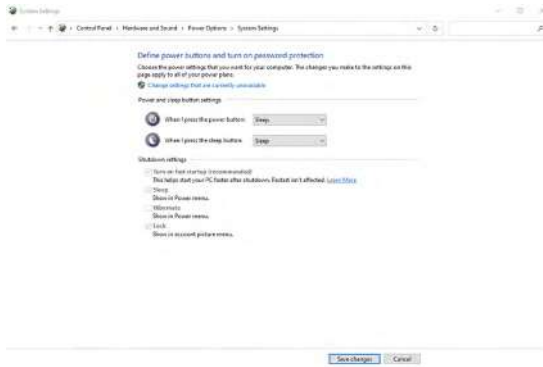 System Settings
Control Panel › Hardware and Sound › Power Options › System Settings
Define power buttons and turn on password protection
Choose the power settings that you want for your computer. The changes you make to the settings on this
page apply to all of your power plans.
Change settings that are currently unavailable
Power and sleep button settings
When I press the power button: Sleep
When I press the sleep button: Sleep
Shutdown settings
Turn on fast startup (recommended)
This helps start your PC faster after shutdown. Restart isn't affected. Learn More
Sleep
Show in Power menu.
Hibernate
Show in Power menu.
Lock
Show in account picture menu.
Save changes Cancel